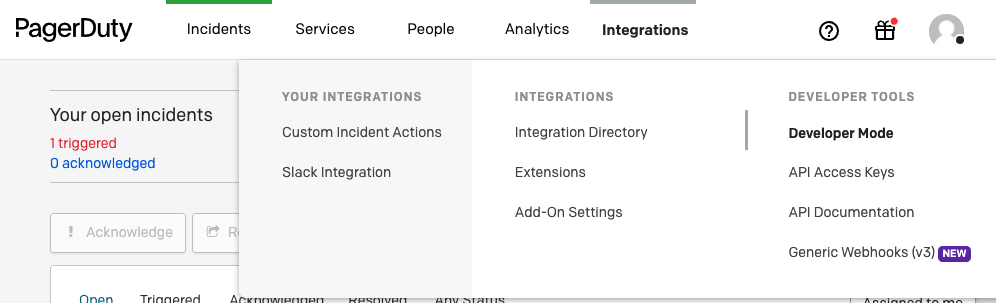 PagerDuty Incidents Services People Analytics Integrations
Your open incidents
1 triggered
0 acknowledged
YOUR INTEGRATIONS
Custom Incident Actions
Slack Integration
INTEGRATIONS
Integration Directory
Extensions
Add-On Settings
DEVELOPER TOOLS
Developer Mode
API Access Keys
API Documentation
Generic Webhooks (v3) NEW
! Acknowledge
Open Triggered Acknowledged Resolved Any Status Assigned to me